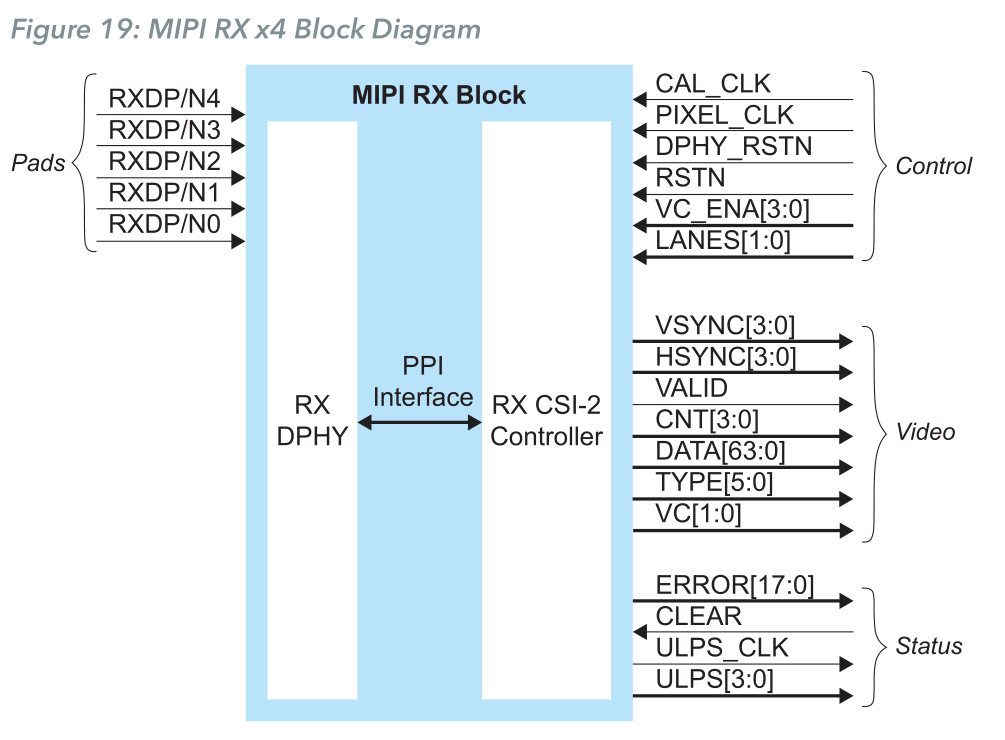 Figure 19: MIPI RX x4 Block Diagram
MIPI RX Block
Pads
RXDP/N4
RXDP/N3
RXDP/N2
RXDP/N1
RXDP/N0
RX
DPHY
PPI
Interface
RX CSI-2
Controller
CAL_CLK
PIXEL_CLK
DPHY_RSTN
RSTN
VC_ENA[3:0]
LANES[1:0]
Control
VSYNC[3:0]
HSYNC[3:0]
VALID
CNT[3:0]
DATA[63:0]
TYPE[5:0]
VC[1:0]
Video
ERROR[17:0]
CLEAR
ULPS_CLK
ULPS[3:0]
Status